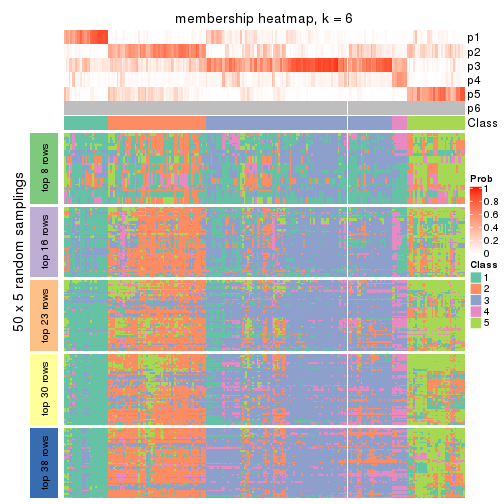 membership heatmap, k = 6
p1
p2
p3
p4
p5
p6
Class
50 x 5 random samplings
top 8 rows
top 16 rows
top 23 rows
top 30 rows
top 38 rows
Prob
1
0.8
0.6
0.4
0.2
0
Class
1
2
3
4
5